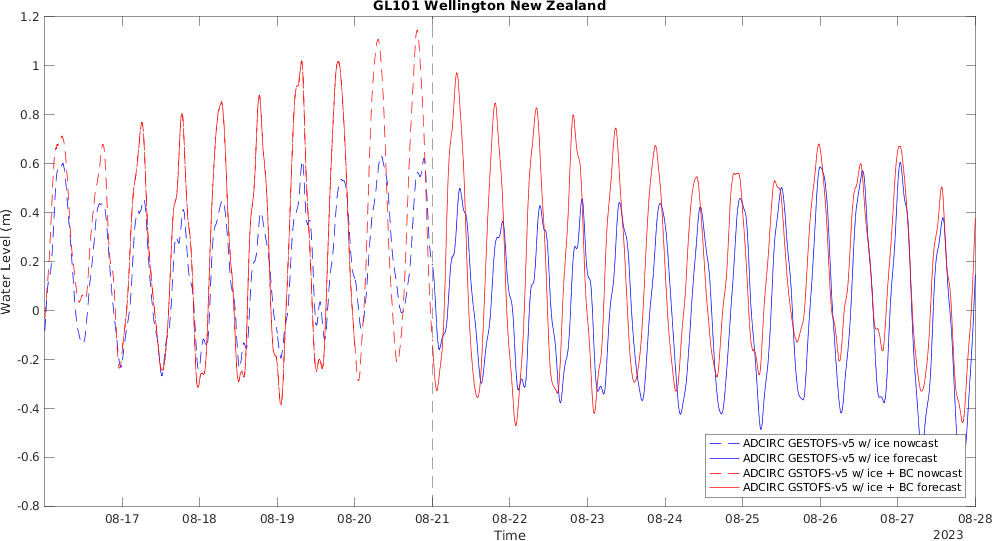 GL101 Wellington New Zealand
1.2
1
0.8
0.6
0.4
0.2
0
-0.2
-0.4
-0.6
-0.8
Water Level (m)
ADCIRC GESTOFS-v5 w/ ice nowcast
ADCIRC GESTOFS-v5 w/ ice forecast
ADCIRC GSTOFS-v5 w/ ice + BC nowcast
ADCIRC GSTOFS-v5 w/ ice + BC forecast
08-17 08-18 08-19 08-20 08-21 08-22 08-23 08-24 08-25 08-26 08-27 08-28
Time
2023